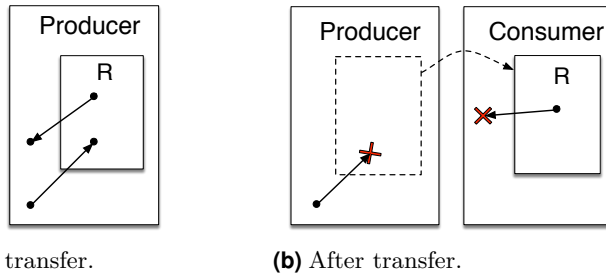 Producer
R
Producer
Consumer
R
transfer.
(b) After transfer.